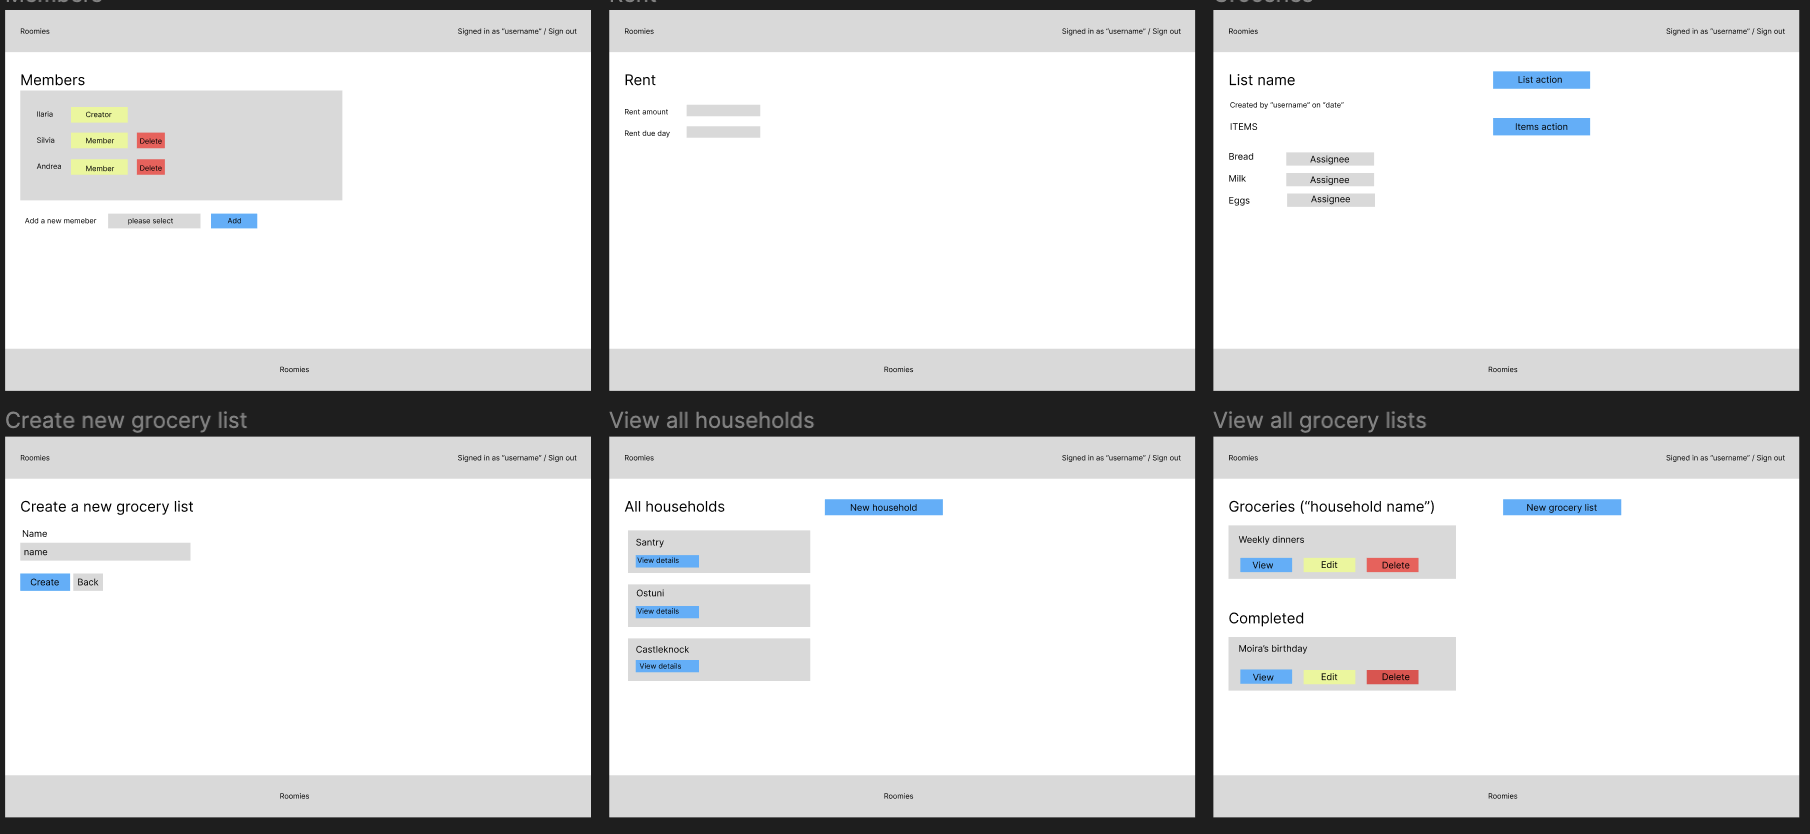 Members
Roomies
Signed in as "username" / Sign out
Members
Ilaria Creator
Silvia Member Delete
Andrea Member Delete
Add a new memeber please select Add
Roomies
Rent
Roomies
Signed in as "username" / Sign out
Rent
Rent amount
Rent due day
Roomies
Groceries
Roomies
Signed in as "username" / Sign out
List name
List action
Created by "username" on "date"
ITEMS
Items action
Bread Assignee
Milk Assignee
Eggs Assignee
Roomies
Create new grocery list
Roomies
Signed in as "username" / Sign out
Create a new grocery list
Name
name
Create Back
Roomies
View all households
Roomies
Signed in as "username" / Sign out
All households
New household
Santry
View details
Ostuni
View details
Castleknock
View details
Roomies
View all grocery lists
Roomies
Signed in as "username" / Sign out
Groceries ("household name")
New grocery list
Weekly dinners
View Edit Delete
Completed
Moira's birthday
View Edit Delete
Roomies